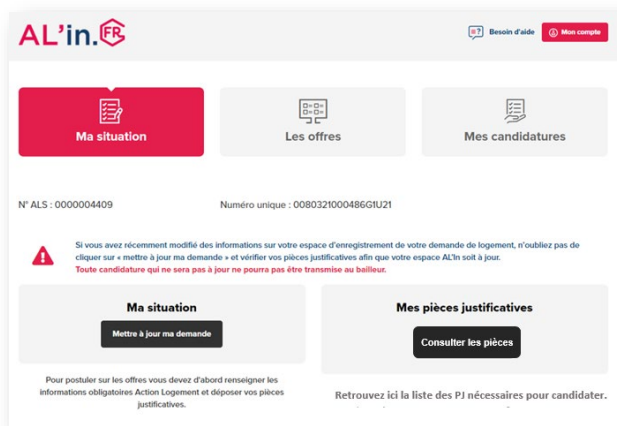 AL'in.FR
Besoin d'aide
Mon compte
Ma situation
Les offres
Mes candidatures
N° ALS : 0000004409
Numéro unique : 0080321000486G1U21
Si vous avez récemment modifié des informations sur votre espace d'enregistrement de votre demande de logement, n'oubliez pas de
cliquer sur « mettre à jour ma demande » et vérifier vos pièces justificatives afin que votre espace AL'in soit à jour.
Toute candidature qui ne sera pas à jour ne pourra pas être transmise au bailleur.
Ma situation
Mettre à jour ma demande
Pour postuler sur les offres vous devez d'abord renseigner les
informations obligatoires Action Logement et déposer vos pièces
justificatives.
Mes pièces justificatives
Consulter les pièces
Retrouvez ici la liste des PJ nécessaires pour candidater.